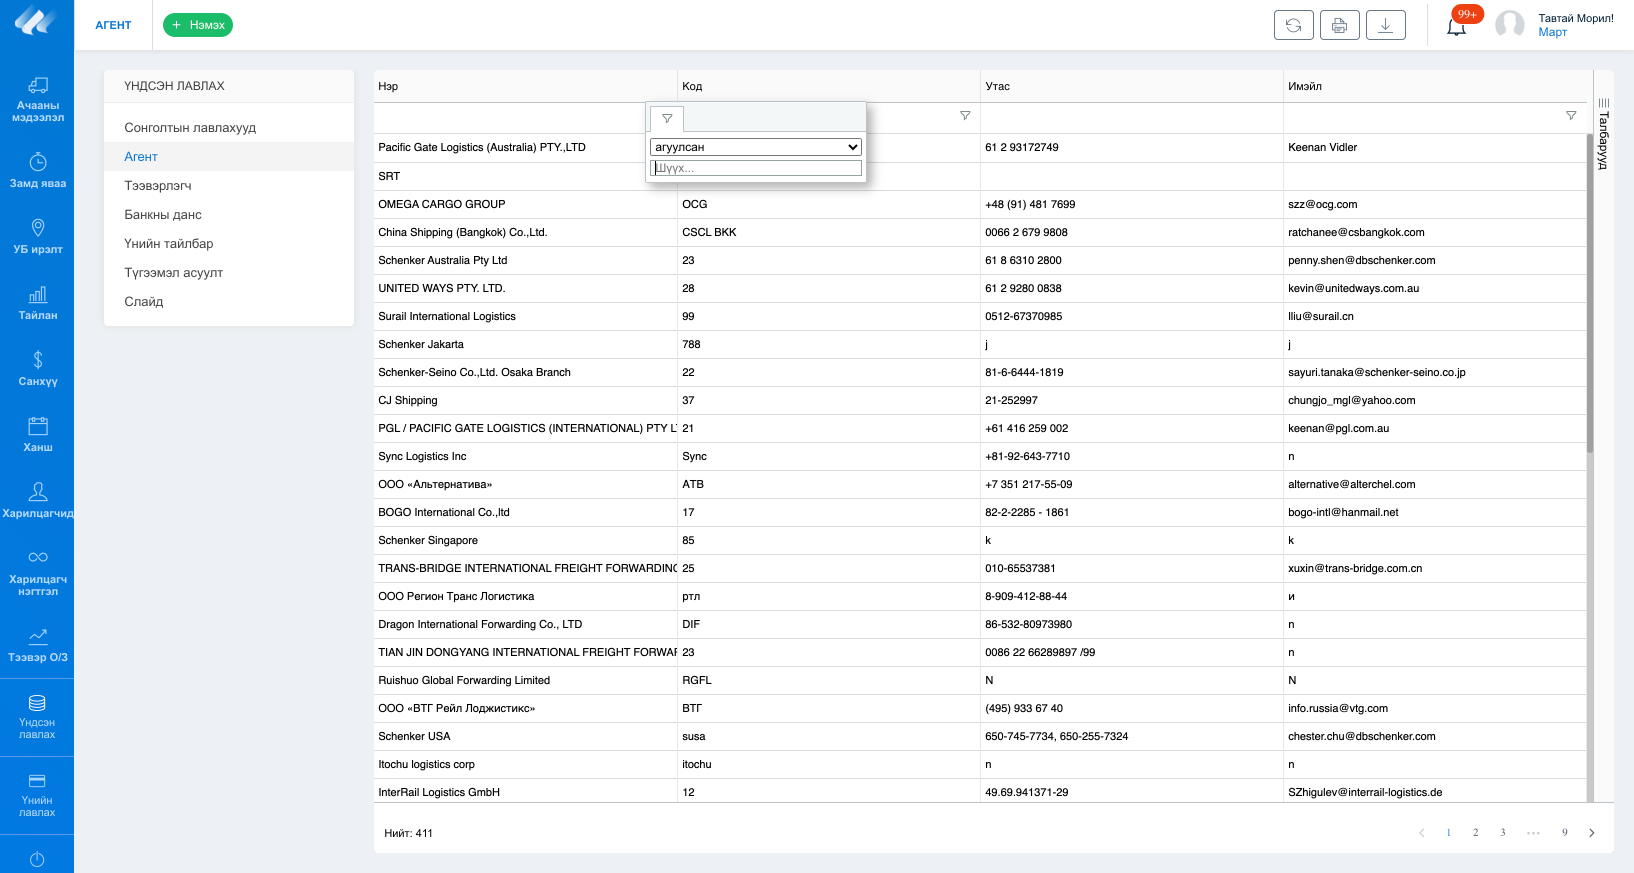 АГЕНТ
+ Нэмэх
99+
Тавтай Морил!
Март
Ачааны
мэдээлэл
Замд яваа
УБ ирэлт
Тайлан
Санхүү
Ханш
Харилцагчид
Харилцагч
нэгтгэл
Тээвэр О/З
Үндсэн
лавлах
Үнийн
лавлах
ҮНДСЭН ЛАВЛАХ
Сонголтын лавлахууд
Агент
Тээвэрлэгч
Банкны данс
Үнийн тайлбар
Түгээмэл асуулт
Слайд
Нэр Код Утас Имэйл
Талбарууд
агуулсан
Шүүх...
Pacific Gate Logistics (Australia) PTY.,LTD 61 2 93172749 Keenan Vidler
SRT
OMEGA CARGO GROUP OCG +48 (91) 481 7699 szz@ocg.com
China Shipping (Bangkok) Co.,Ltd. CSCL BKK 0066 2 679 9808 ratchanee@csbangkok.com
Schenker Australia Pty Ltd 23 61 8 6310 2800 penny.shen@dbschenker.com
UNITED WAYS PTY. LTD. 28 61 2 9280 0838 kevin@unitedways.com.au
Surail International Logistics 99 0512-67370985 lliu@surail.cn
Schenker Jakarta 788 j j
Schenker-Seino Co.,Ltd. Osaka Branch 22 81-6-6444-1819 sayuri.tanaka@schenker-seino.co.jp
CJ Shipping 37 21-252997 chungjo_mgl@yahoo.com
PGL / PACIFIC GATE LOGISTICS (INTERNATIONAL) PTY 21 +61 416 259 002 keenan@pgl.com.au
Sync Logistics Inc Sync +81-92-643-7710 n
ООО «Альтернатива» АТВ +7 351 217-55-09 alternative@alterchel.com
BOGO International Co.,ltd 17 82-2-2285 - 1861 bogo-intl@hanmail.net
Schenker Singapore 85 k k
TRANS-BRIDGE INTERNATIONAL FREIGHT FORWARDING 25 010-65537381 xuxin@trans-bridge.com.cn
ООО Регион Транс Логистика ртл 8-909-412-88-44 и
Dragon International Forwarding Co., LTD DIF 86-532-80973980 n
TIAN JIN DONGYANG INTERNATIONAL FREIGHT 23 0086 22 66289897 /99 n
Ruishuo Global Forwarding Limited RGFL N N
ООО «ВТГ Рейл Лоджистикс» ВТГ (495) 933 67 40 info.russia@vtg.com
Schenker USA susa 650-745-7734, 650-255-7324 chester.chu@dbschenker.com
Itochu logistics corp itochu n n
InterRail Logistics GmbH 12 49.69.941371-29 SZhigulev@interrail-logistics.de
Нийт: 411
1 2 3 ••• 9